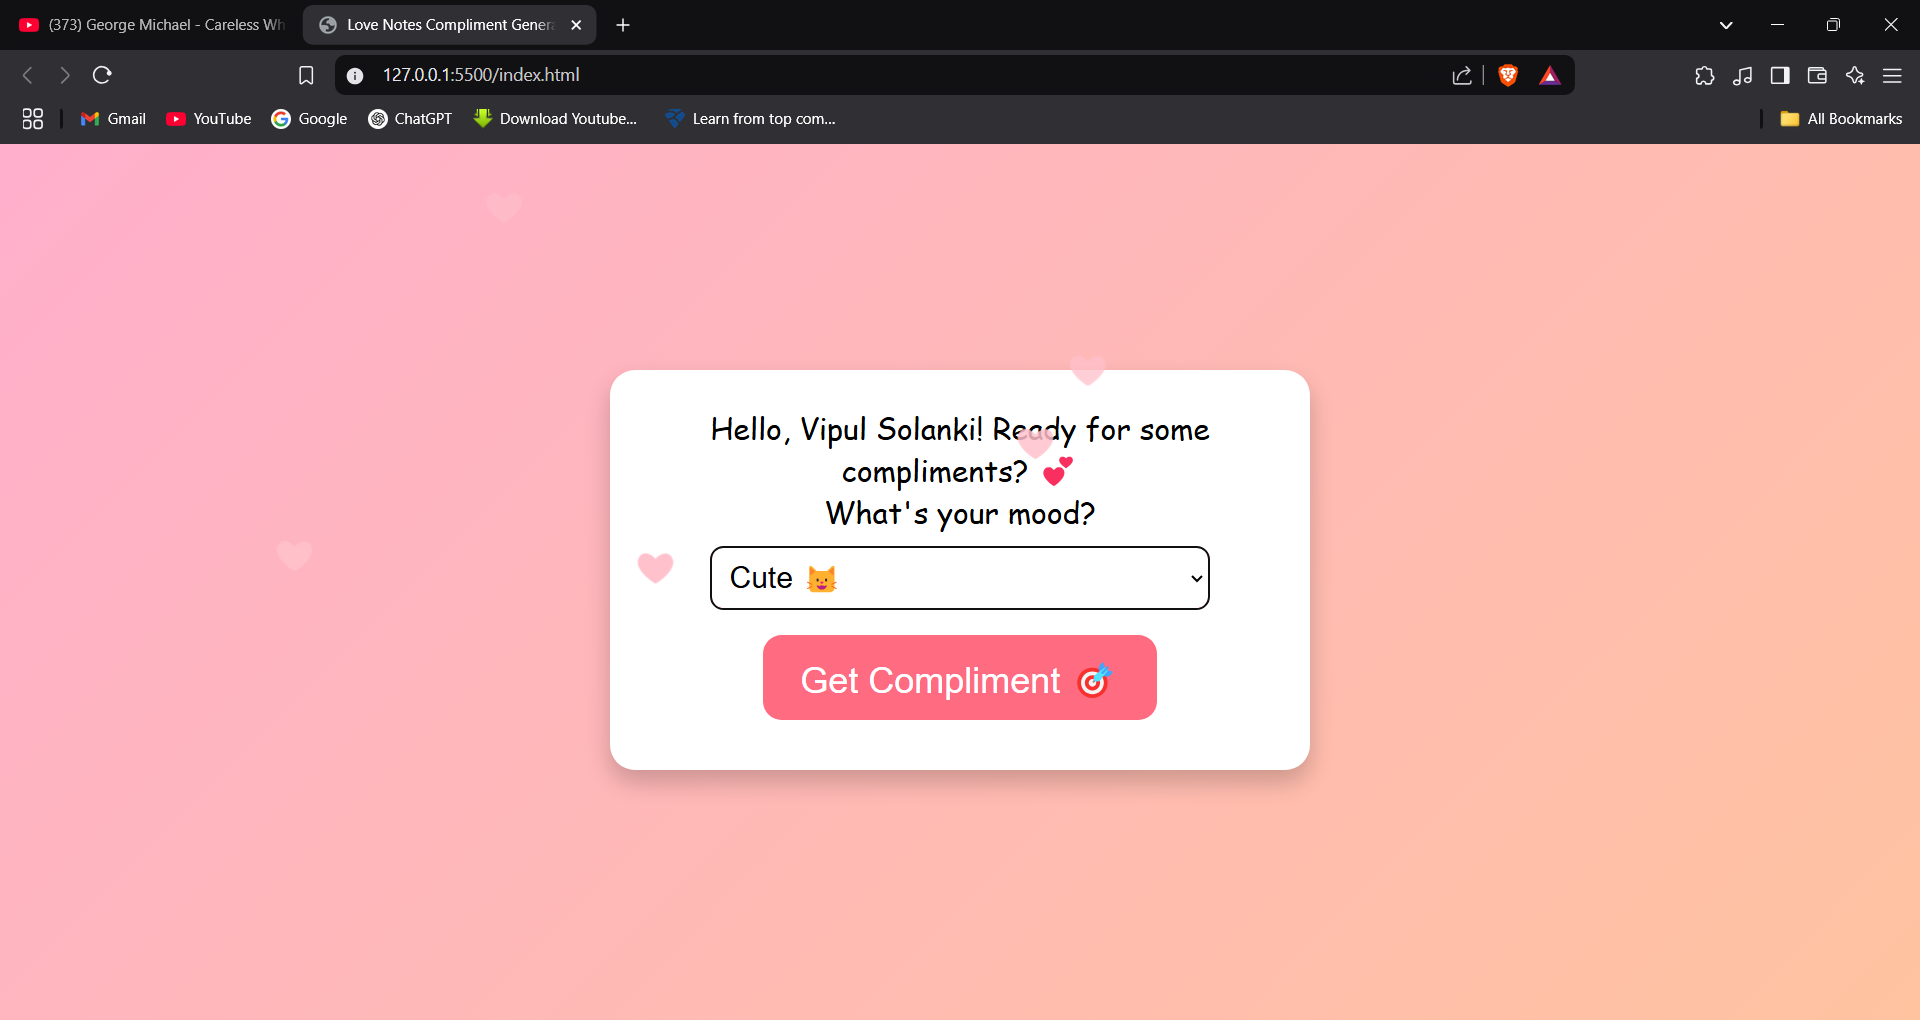 (373) George Michael - Careless Wh
Love Notes Compliment Gener
127.0.0.1:5500/index.html
Gmail
YouTube
Google
ChatGPT
Download Youtube...
Learn from top com...
All Bookmarks
Hello, Vipul Solanki! Ready for some
compliments? 💕
What's your mood?
Cute 😺
Get Compliment 🎯